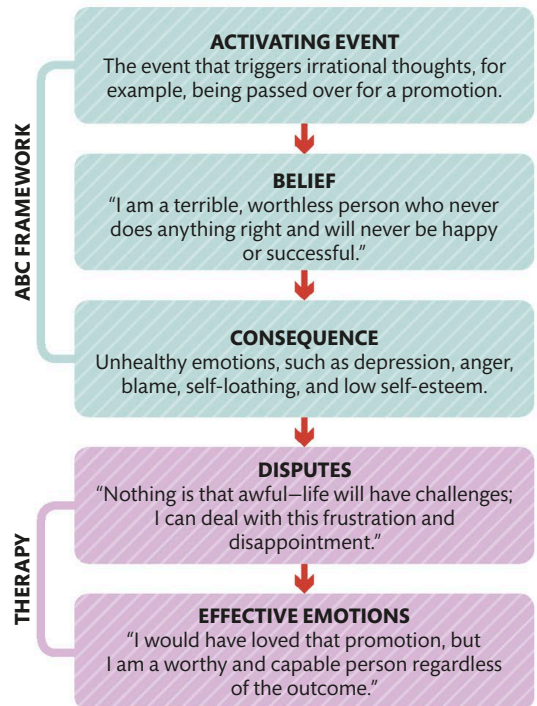 ABC FRAMEWORK
ACTIVATING EVENT
The event that triggers irrational thoughts, for
example, being passed over for a promotion.
BELIEF
“I am a terrible, worthless person who never
does anything right and will never be happy
or successful.”
CONSEQUENCE
Unhealthy emotions, such as depression, anger,
blame, self-loathing, and low self-esteem.
THERAPY
DISPUTES
“Nothing is that awful—life will have challenges;
I can deal with this frustration and
disappointment.”
EFFECTIVE EMOTIONS
“I would have loved that promotion, but
I am a worthy and capable person regardless
of the outcome.”